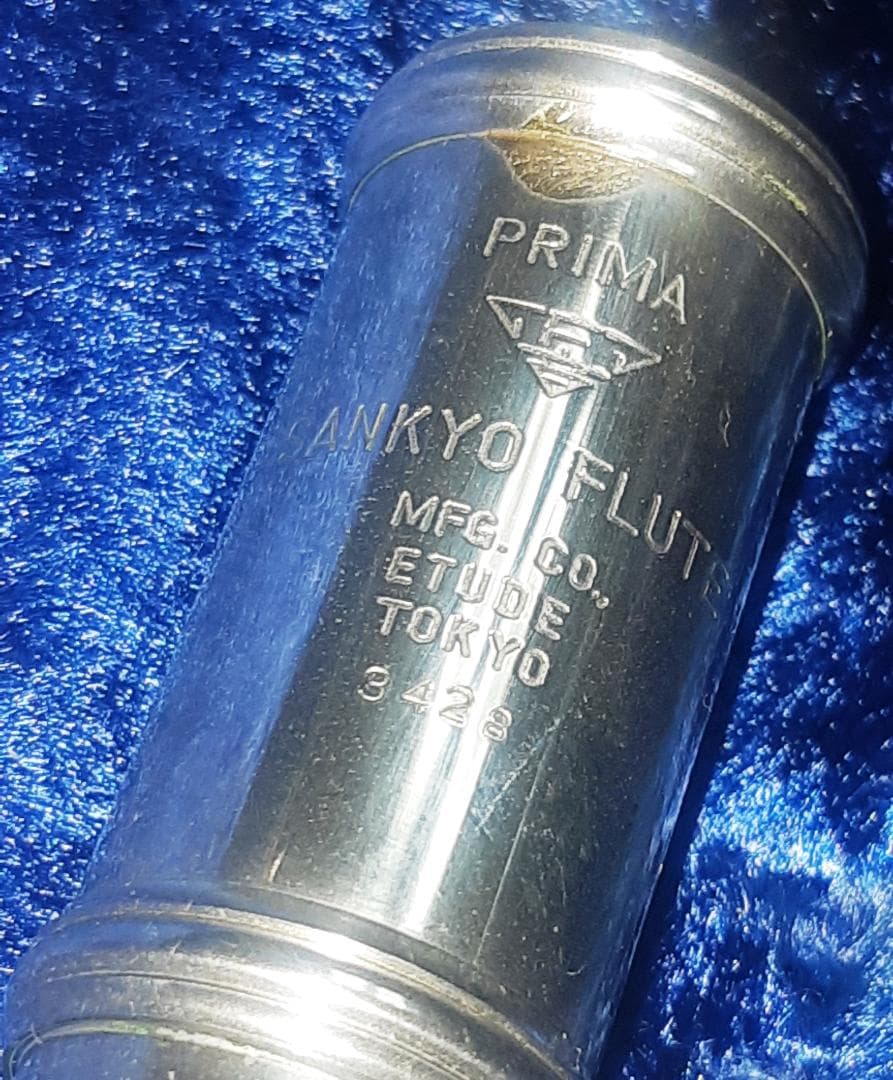 PRIMA
SANKYO FLUTE
MFG. CO.,
ETUDE
TOKYO
3428